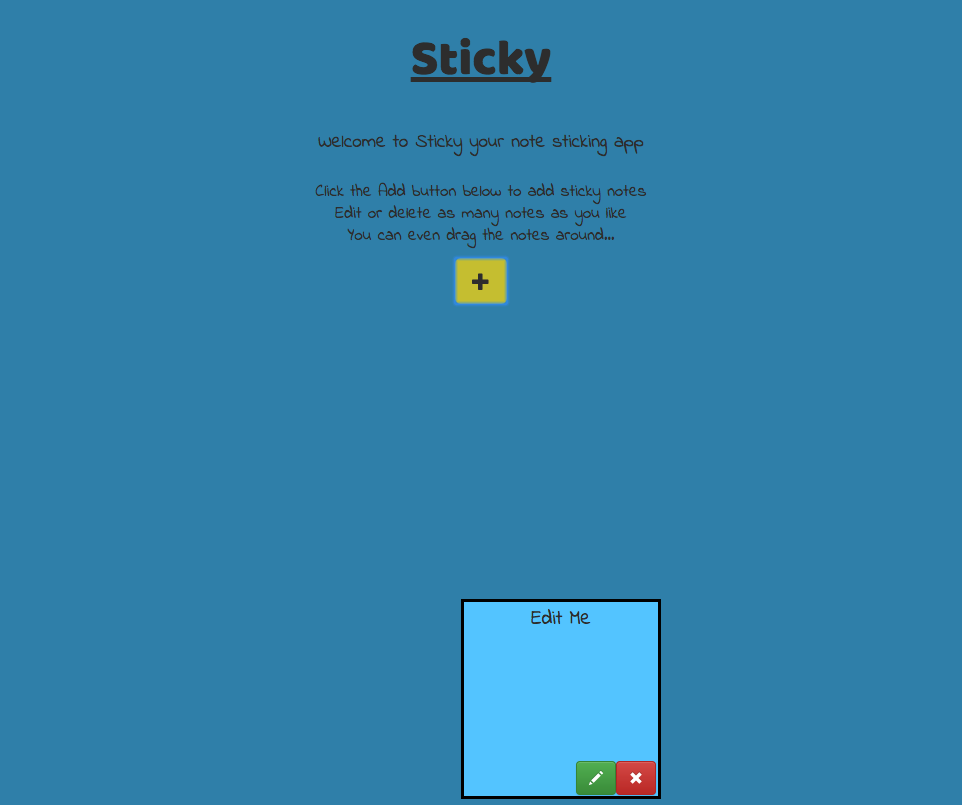 Sticky
Welcome to Sticky your note sticking app
Click the Add button below to add sticky notes
Edit or delete as many notes as you like
You can even drag the notes around...
Edit Me